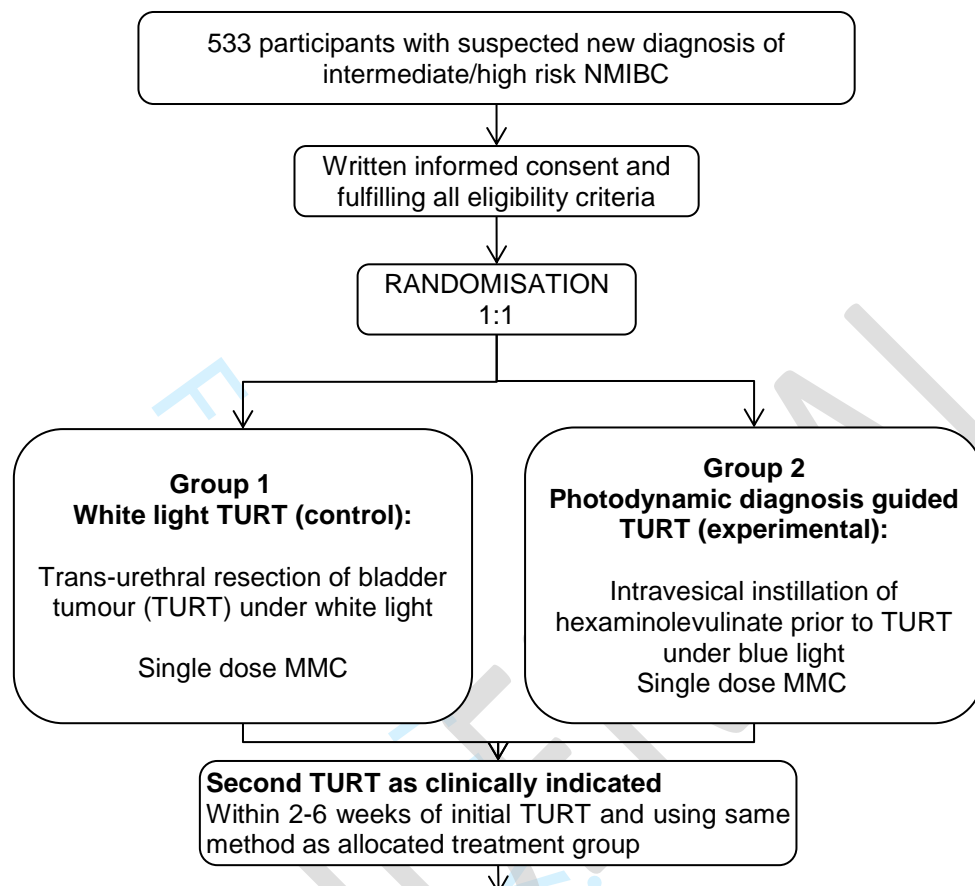 533 participants with suspected new diagnosis of
intermediate/high risk NMIBC
Written informed consent and
fulfilling all eligibility criteria
RANDOMISATION
1:1
Group 1
White light TURT (control):
Trans-urethral resection of bladder
tumour (TURT) under white light
Single dose MMC
Group 2
Photodynamic diagnosis guided
TURT (experimental):
Intravesical instillation of
hexaminolevulinate prior to TURT
under blue light
Single dose MMC
Second TURT as clinically indicated
Within 2-6 weeks of initial TURT and using same
method as allocated treatment group